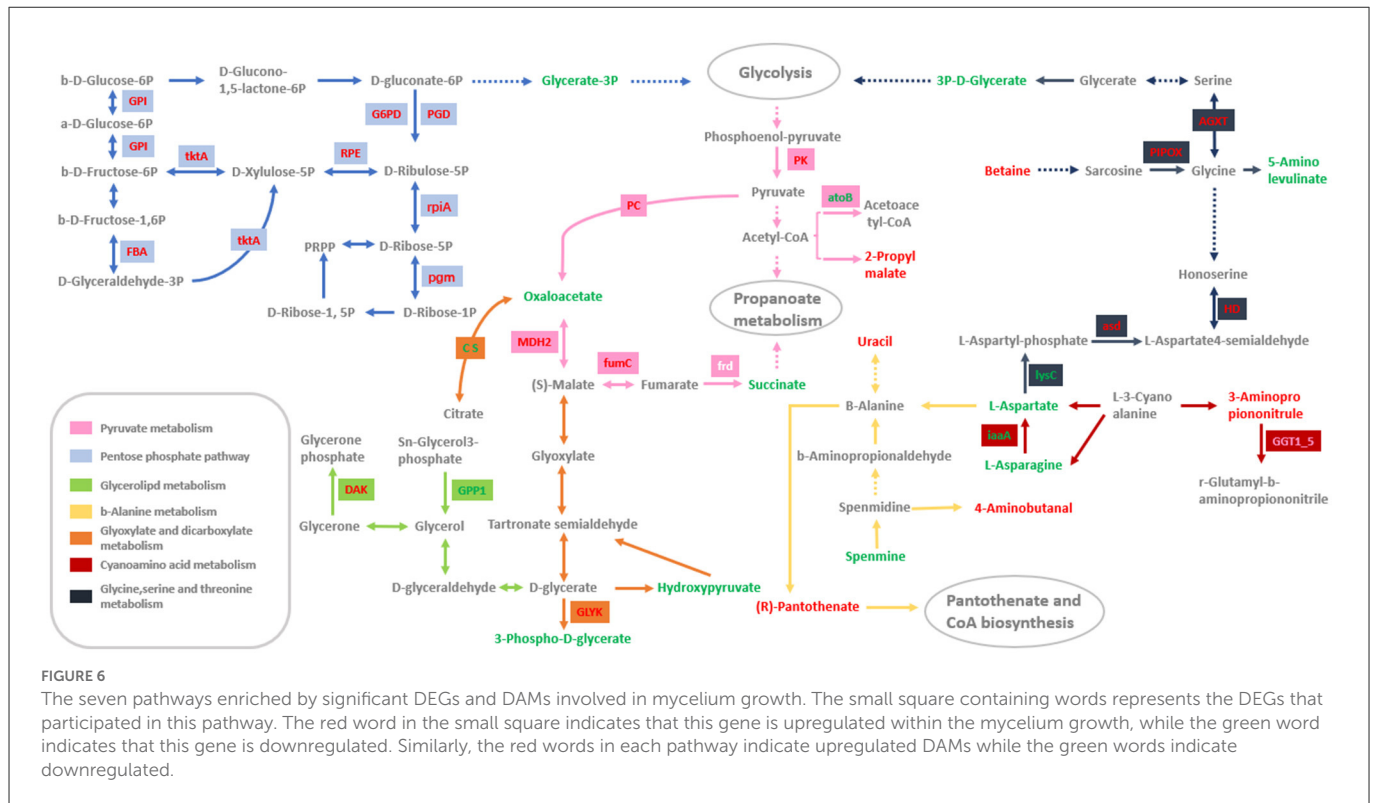 b-D-Glucose-6P
D-Glucono-
1,5-lactone-6P
D-gluconate-6P
Glycerate-3P
Glycolysis
3P-D-Glycerate
Glycerate
Serine
GPI
G6PD
PGD
AGXT
a-D-Glucose-6P
Phosphoenol-pyruvate
GPI
tktA
RPE
PK
PIPOX
5-Amino
levulinate
b-D-Fructose-6P
D-Xylulose-5P
D-Ribulose-5P
Betaine
Sarcosine
Glycine
Pyruvate
atoB
rpiA
PC
Acetoace
tyl-CoA
b-D-Fructose-1,6P
Acetyl-CoA
FBA
tktA
PRPP
D-Ribose-5P
2-Propyl
malate
D-Glyceraldehyde-3P
pgm
Honoserine
Oxaloacetate
Propanoate
metabolism
D-Ribose-1, 5P
D-Ribose-1P
HD
C S
MDH2
Uracil
L-Aspartyl-phosphate
asd
L-Aspartate4-semialdehyde
fumC
frd
lysC
(S)-Malate
Fumarate
Succinate
Citrate
B-Alanine
L-Aspartate
L-3-Cyano
alanine
3-Aminopro
piononitrule
Pyruvate metabolism
Pentose phosphate pathway
Glycerolipd metabolism
b-Alanine metabolism
Glyoxylate and dicarboxylate
metabolism
Cyanoamino acid metabolism
Glycine,serine and threonine
metabolism
Glycerone
phosphate
Sn-Glycerol3-
phosphate
Glyoxylate
b-Aminopropionaldehyde
iaaA
GGT1_5
L-Asparagine
DAK
GPP1
r-Glutamyl-b-
aminopropiononitrile
Glycerone
Glycerol
Tartronate semialdehyde
Spenmidine
4-Aminobutanal
Spenmine
D-glyceraldehyde
D-glycerate
Hydroxypyruvate
GLYK
(R)-Pantothenate
Pantothenate and
CoA biosynthesis
3-Phospho-D-glycerate
FIGURE 6
The seven pathways enriched by significant DEGs and DAMs involved in mycelium growth. The small square containing words represents the DEGs that
participated in this pathway. The red word in the small square indicates that this gene is upregulated within the mycelium growth, while the green word
indicates that this gene is downregulated. Similarly, the red words in each pathway indicate upregulated DAMs while the green words indicate
downregulated.